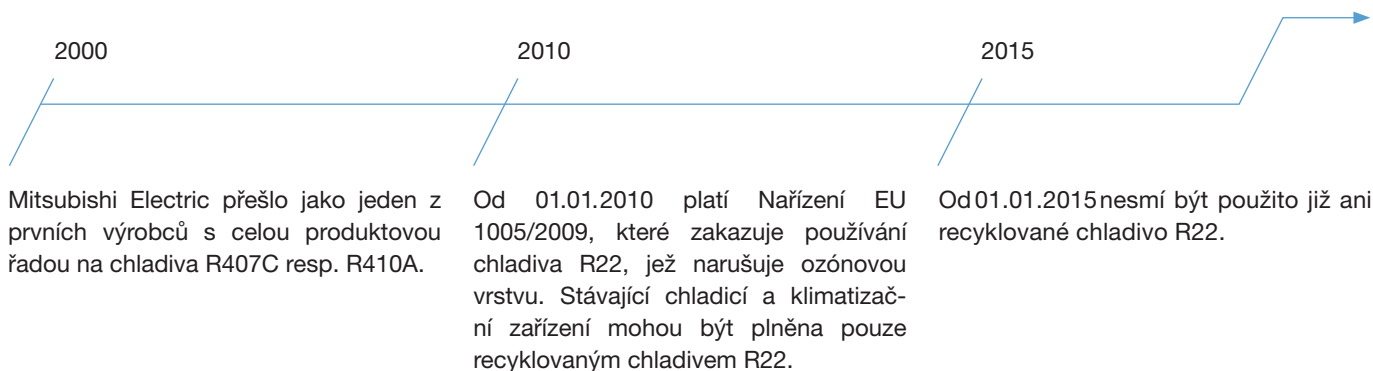 2000
Mitsubishi Electric přešlo jako jeden z
prvních výrobců s celou produktovou
řadou na chladiva R407C resp. R410A.
2010
Od 01.01.2010 platí Nařízení EU
1005/2009, které zakazuje používání
chladiva R22, jež narušuje ozónovou
vrstvu. Stávající chladicí a klimatizač-
ní zařízení mohou být plněna pouze
recyklovaným chladivem R22.
2015
Od 01.01.2015 nesmí být použito již ani
recyklované chladivo R22.